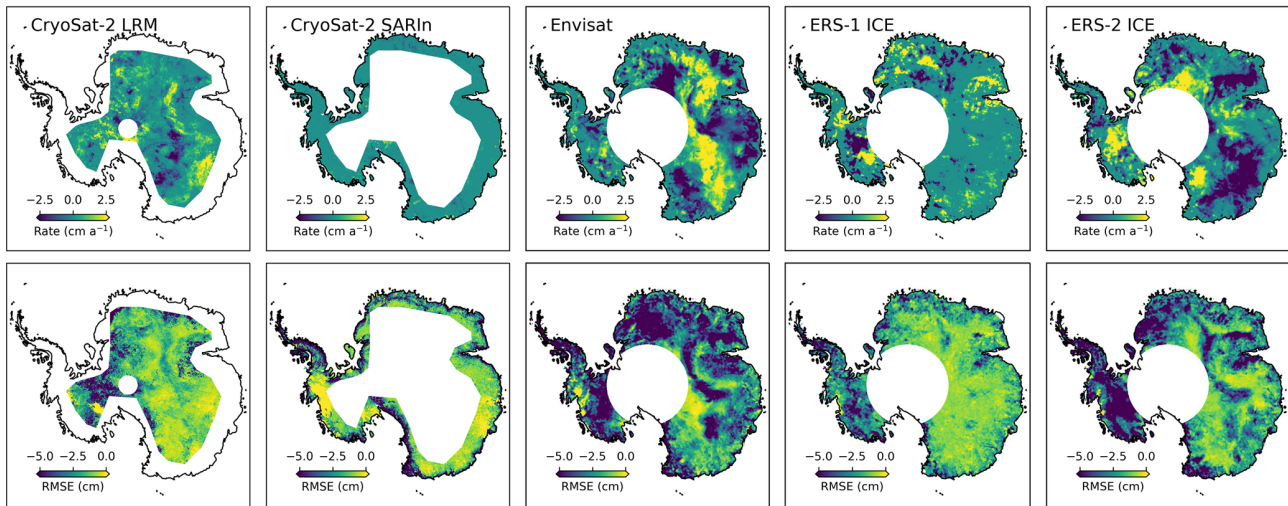 CryoSat-2 LRM
−2.5 0.0 2.5
Rate (cm a⁻¹)
CryoSat-2 SARIn
−2.5 0.0 2.5
Rate (cm a⁻¹)
Envisat
−2.5 0.0 2.5
Rate (cm a⁻¹)
ERS-1 ICE
−2.5 0.0 2.5
Rate (cm a⁻¹)
ERS-2 ICE
−2.5 0.0 2.5
Rate (cm a⁻¹)
−5.0 −2.5 0.0
RMSE (cm)
−5.0 −2.5 0.0
RMSE (cm)
−5.0 −2.5 0.0
RMSE (cm)
−5.0 −2.5 0.0
RMSE (cm)
−5.0 −2.5 0.0
RMSE (cm)